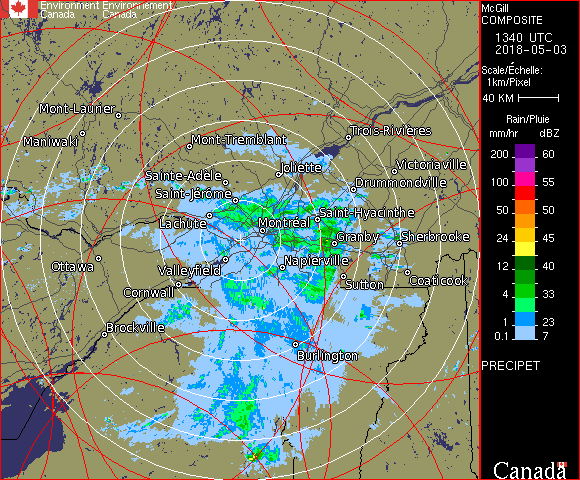 Environment Environnement
Canada Canada
McGill
COMPOSITE
1340 UTC
2018-05-03
Scale/Échelle:
1km/Pixel
40 KM
Rain/Pluie
mm/hr dBZ
200 60
100 55
50 50
24 45
12 40
4 33
1 23
0.1 7
PRECIPET
Canada
Mont-Laurier
Maniwaki
Mont-Tremblant
Trois-Rivières
Joliette
Victoriaville
Sainte-Adèle
Drummondville
Saint-Jérôme
Saint-Hyacinthe
Lachute
Montréal
Granby
Sherbrooke
Ottawa
Valleyfield
Napierville
Cornwall
Sutton
Coaticook
Brockville
Burlington